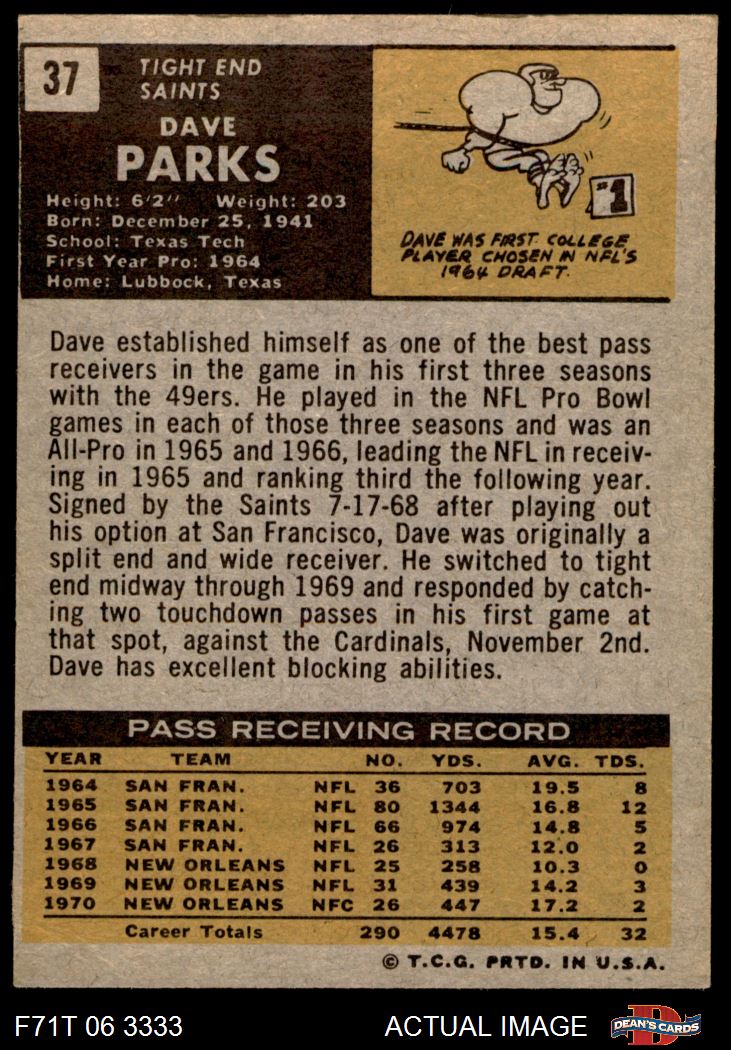 37
TIGHT END
SAINTS
DAVE
PARKS
Height: 6'2" Weight: 203
Born: December 25, 1941
School: Texas Tech
First Year Pro: 1964
Home: Lubbock, Texas
#1
DAVE WAS FIRST COLLEGE
PLAYER CHOSEN IN NFL'S
1964 DRAFT.
Dave established himself as one of the best pass
receivers in the game in his first three seasons
with the 49ers. He played in the NFL Pro Bowl
games in each of those three seasons and was an
All-Pro in 1965 and 1966, leading the NFL in receiv-
ing in 1965 and ranking third the following year.
Signed by the Saints 7-17-68 after playing out
his option at San Francisco, Dave was originally a
split end and wide receiver. He switched to tight
end midway through 1969 and responded by catch-
ing two touchdown passes in his first game at
that spot, against the Cardinals, November 2nd.
Dave has excellent blocking abilities.
PASS RECEIVING RECORD
YEAR TEAM NO. YDS. AVG. TDS.
1964 SAN FRAN. NFL 36 703 19.5 8
1965 SAN FRAN. NFL 80 1344 16.8 12
1966 SAN FRAN. NFL 66 974 14.8 5
1967 SAN FRAN. NFL 26 313 12.0 2
1968 NEW ORLEANS NFL 25 258 10.3 0
1969 NEW ORLEANS NFL 31 439 14.2 3
1970 NEW ORLEANS NFC 26 447 17.2 2
Career Totals 290 4478 15.4 32
© T.C.G. PRTD. IN U.S.A.
F71T 06 3333 ACTUAL IMAGE D DEAN'S CARDS